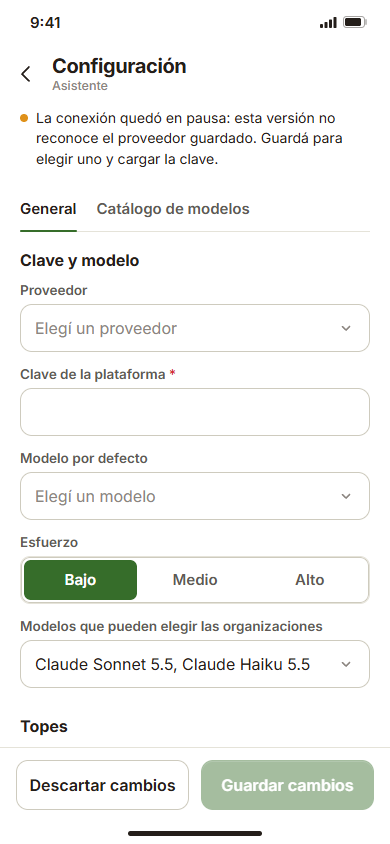 9:41
Configuración
Asistente
La conexión quedó en pausa: esta versión no
reconoce el proveedor guardado. Guardá para
elegir uno y cargar la clave.
General
Catálogo de modelos
Clave y modelo
Proveedor
Elegí un proveedor
Clave de la plataforma *
Modelo por defecto
Elegí un modelo
Esfuerzo
Bajo
Medio
Alto
Modelos que pueden elegir las organizaciones
Claude Sonnet 5.5, Claude Haiku 5.5
Topes
Descartar cambios
Guardar cambios